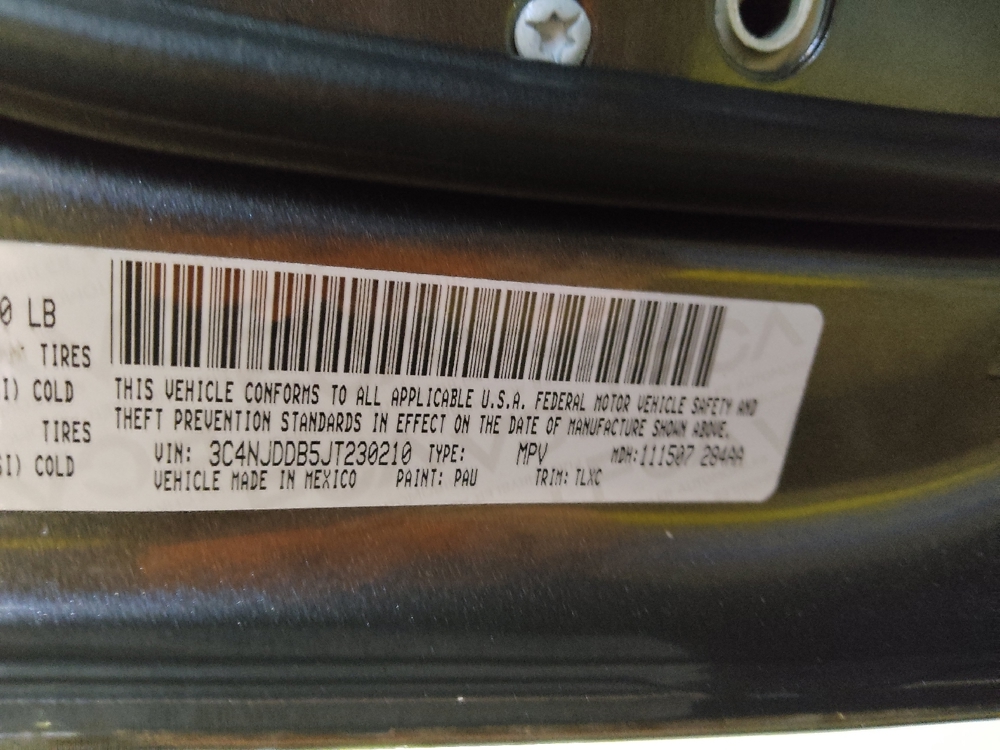 0 LB
TIRES
I) COLD
TIRES
SI) COLD
THIS VEHICLE CONFORMS TO ALL APPLICABLE U.S.A. FEDERAL MOTOR VEHICLE SAFETY AND
THEFT PREVENTION STANDARDS IN EFFECT ON THE DATE OF MANUFACTURE SHOWN ABOVE.
VIN: 3C4NJDDB5JT230210 TYPE: MPV MDH:111507 284AA
VEHICLE MADE IN MEXICO PAINT: PAU TRIM: TLXC